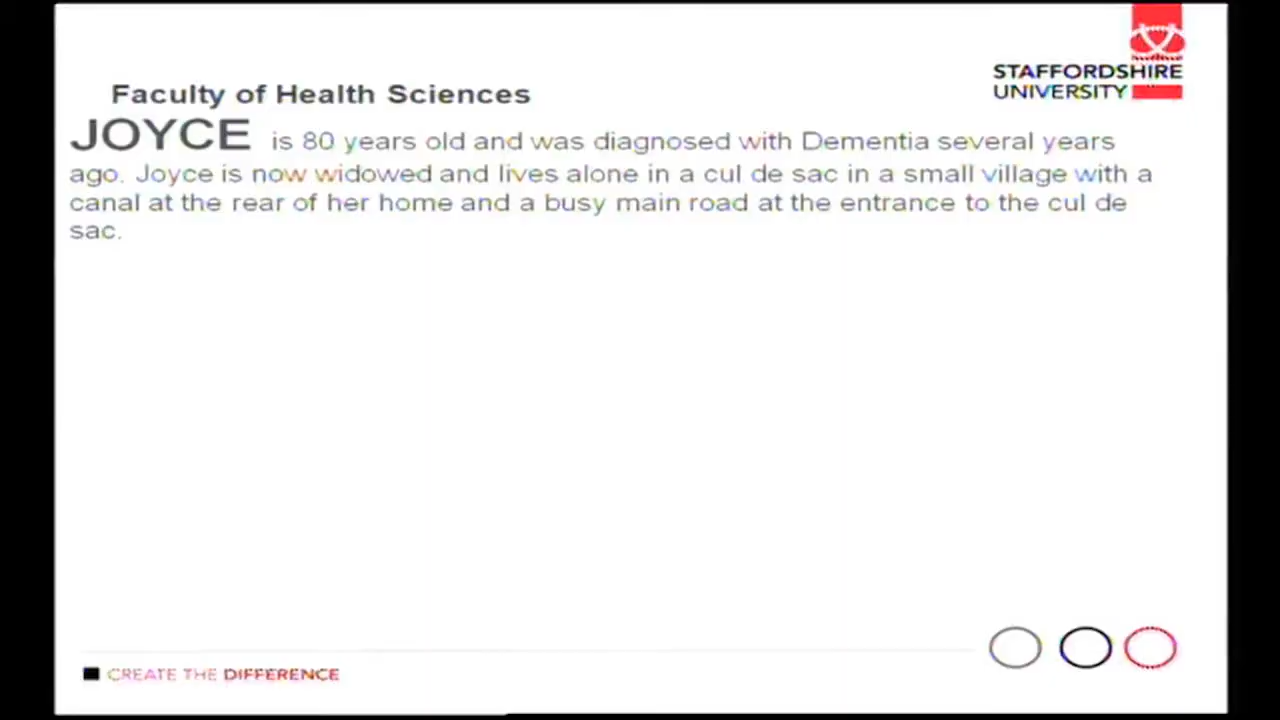 STAFFORDSHIRE
UNIVERSITY
Faculty of Health Sciences
JOYCE is 80 years old and was diagnosed with Dementia several years
ago. Joyce is now widowed and lives alone in a cul de sac in a small village with a
canal at the rear of her home and a busy main road at the entrance to the cul de
sac.
CREATE THE DIFFERENCE